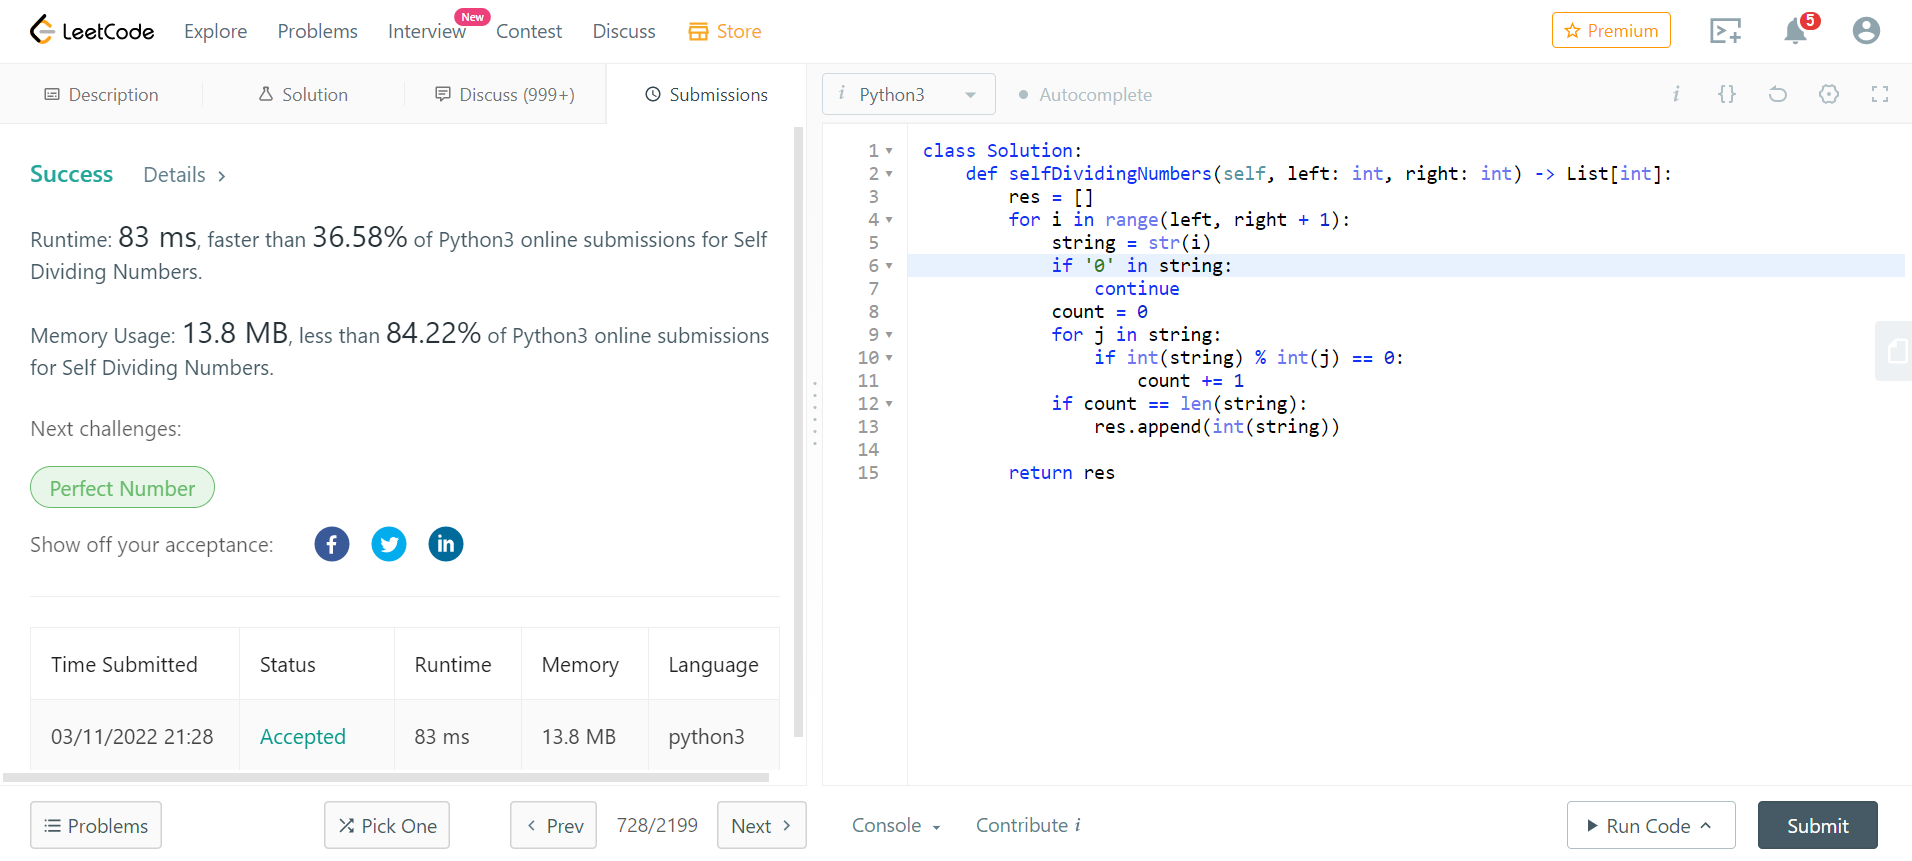 LeetCode Explore Problems Interview New Contest Discuss Store Premium 5
Description Solution Discuss (999+) Submissions
Success Details >
Runtime: 83 ms, faster than 36.58% of Python3 online submissions for Self
Dividing Numbers.
Memory Usage: 13.8 MB, less than 84.22% of Python3 online submissions
for Self Dividing Numbers.
Next challenges:
Perfect Number
Show off your acceptance:
Time Submitted Status Runtime Memory Language
03/11/2022 21:28 Accepted 83 ms 13.8 MB python3
Problems Pick One < Prev 728/2199 Next >
i Python3 Autocomplete i {}
1 class Solution:
2     def selfDividingNumbers(self, left: int, right: int) -> List[int]:
3         res = []
4         for i in range(left, right + 1):
5             string = str(i)
6             if '0' in string:
7                 continue
8             count = 0
9             for j in string:
10                 if int(string) % int(j) == 0:
11                     count += 1
12             if count == len(string):
13                 res.append(int(string))
14
15         return res
Console Contribute i Run Code Submit